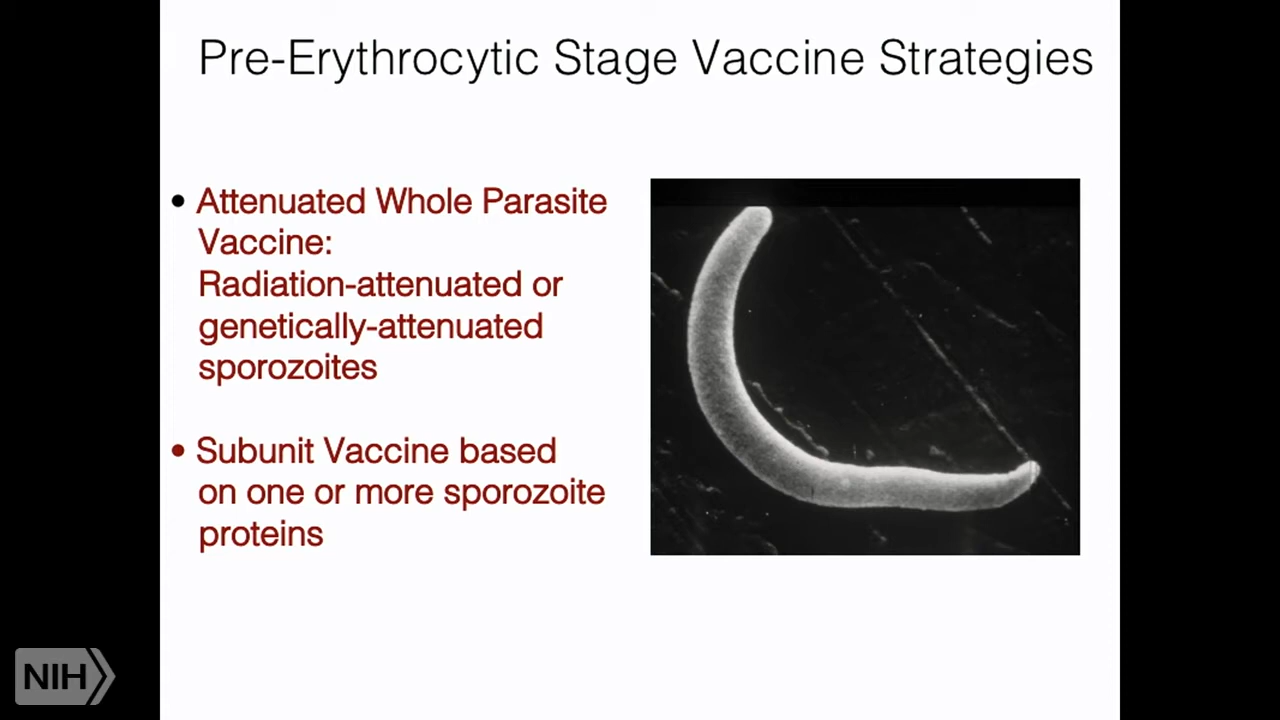 Pre-Erythrocytic Stage Vaccine Strategies
• Attenuated Whole Parasite
Vaccine:
Radiation-attenuated or
genetically-attenuated
sporozoites
• Subunit Vaccine based
on one or more sporozoite
proteins
NIH